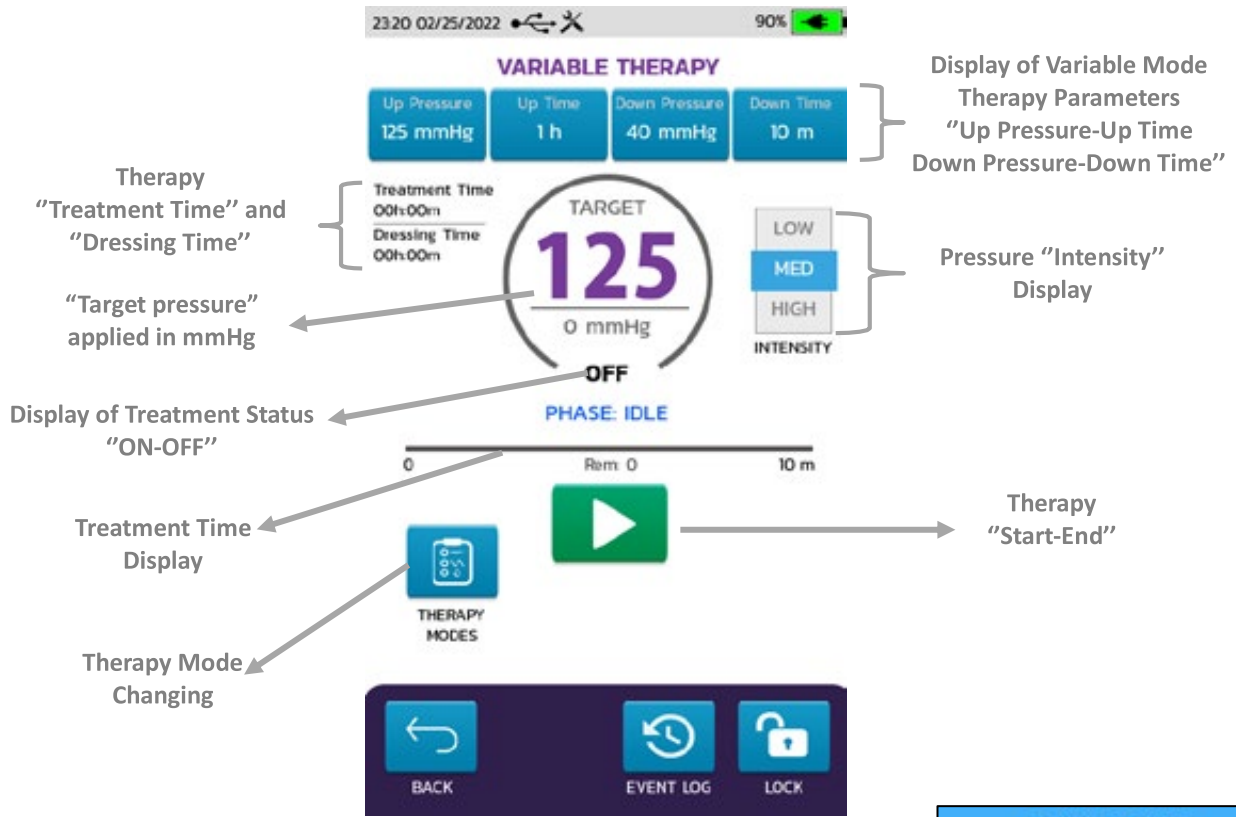 23:20 02/25/2022
90%
VARIABLE THERAPY
Up Pressure
125 mmHg
Up Time
1 h
Down Pressure
40 mmHg
Down Time
10 m
Display of Variable Mode
Therapy Parameters
‘‘Up Pressure-Up Time
Down Pressure-Down Time’’
Therapy
‘‘Treatment Time’’ and
‘‘Dressing Time’’
Treatment Time
00h:00m
Dressing Time
00h:00m
TARGET
125
0 mmHg
OFF
LOW
MED
HIGH
INTENSITY
Pressure ‘‘Intensity’’
Display
“Target pressure”
applied in mmHg
Display of Treatment Status
‘‘ON-OFF’’
PHASE: IDLE
0
Rem: 0
10 m
Treatment Time
Display
Therapy
‘‘Start-End’’
THERAPY
MODES
Therapy Mode
Changing
BACK
EVENT LOG
LOCK